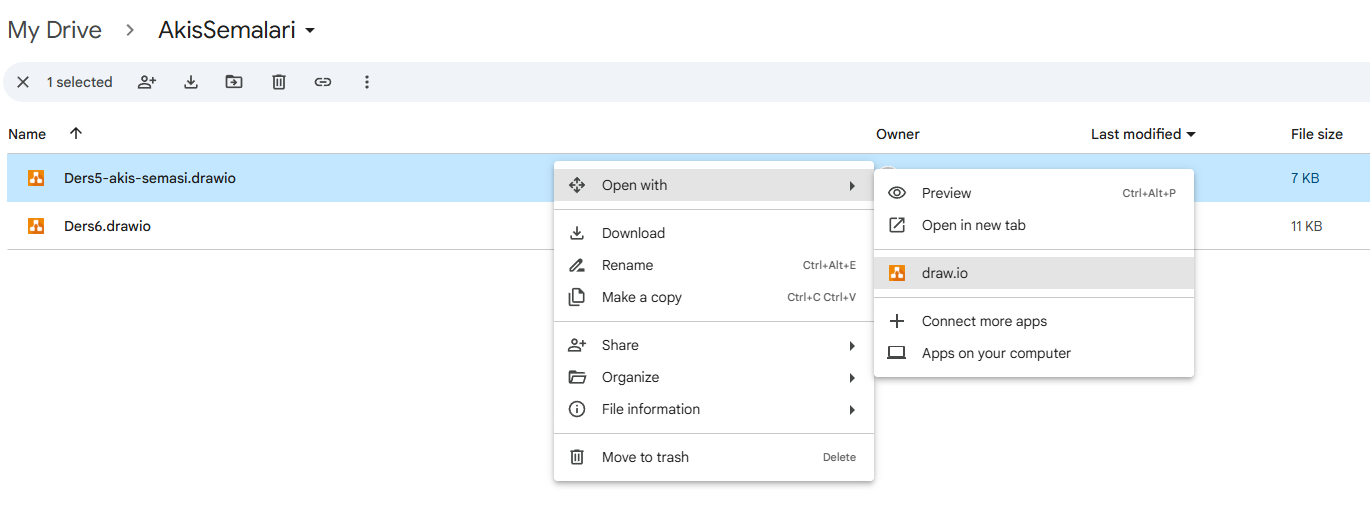 My Drive > AkisSemalari
1 selected
Name Owner Last modified File size
Ders5-akis-semasi.drawio 7 KB
Ders6.drawio 11 KB
Open with
Download
Rename Ctrl+Alt+E
Make a copy Ctrl+C Ctrl+V
Share
Organize
File information
Move to trash Delete
Preview Ctrl+Alt+P
Open in new tab
draw.io
Connect more apps
Apps on your computer